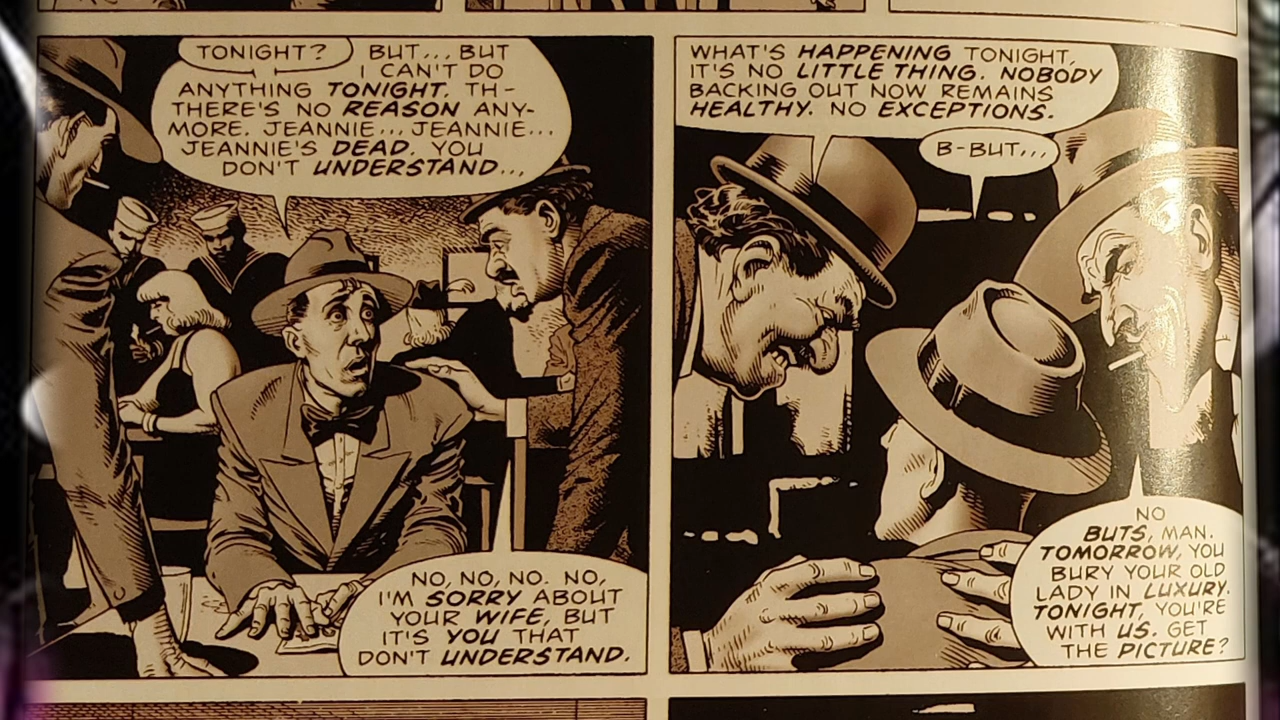 TONIGHT? BUT... BUT
I CAN'T DO
ANYTHING TONIGHT. TH-
THERE'S NO REASON ANY-
MORE. JEANNIE... JEANNIE...
JEANNIE'S DEAD. YOU
DON'T UNDERSTAND...
NO, NO, NO. NO,
I'M SORRY ABOUT
YOUR WIFE, BUT
IT'S YOU THAT
DON'T UNDERSTAND.
WHAT'S HAPPENING TONIGHT,
IT'S NO LITTLE THING. NOBODY
BACKING OUT NOW REMAINS
HEALTHY. NO EXCEPTIONS.
B-BUT...
NO
BUTS, MAN.
TOMORROW, YOU
BURY YOUR OLD
LADY IN LUXURY.
TONIGHT, YOU'RE
WITH US. GET
THE PICTURE?